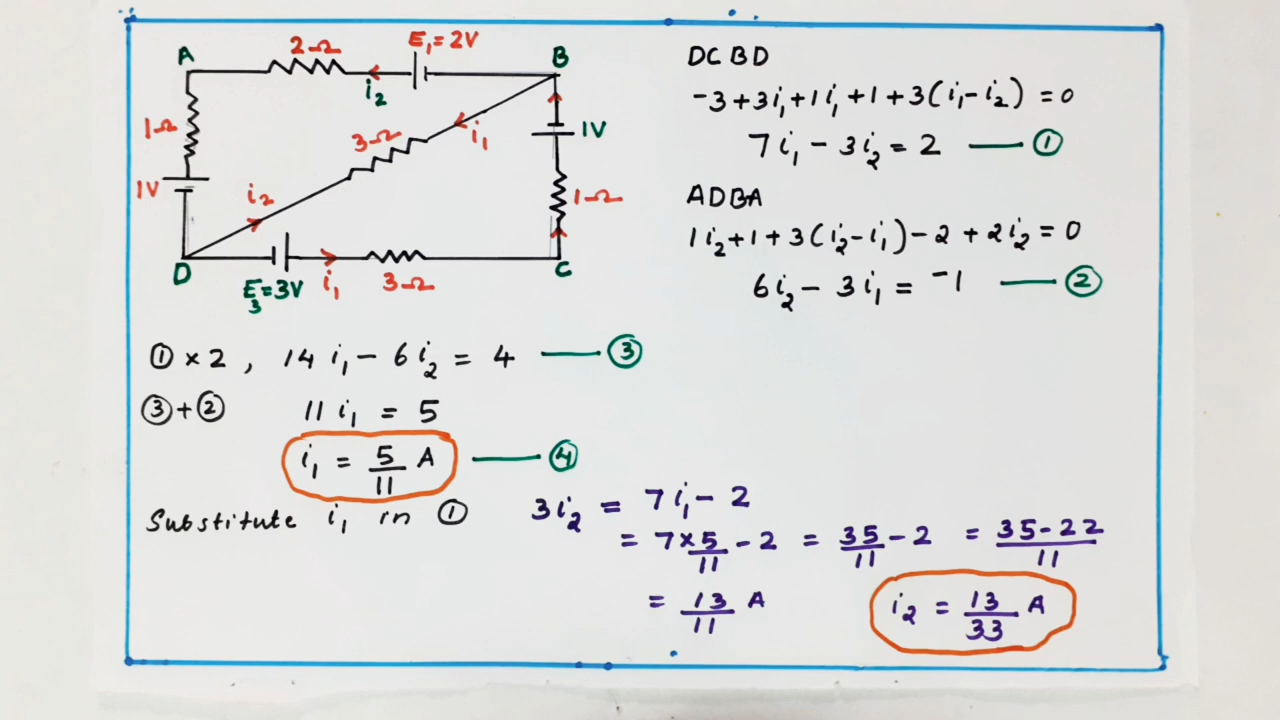 A 2Ω E₁=2V B
i₂
1Ω 3Ω i₁ 1V
1V i₂ 1Ω
D E₃=3V i₁ 3Ω C
DCBD
-3+3i₁+1i₁+1+3(i₁-i₂)=0
7i₁-3i₂=2 —— ①
ADBA
1i₂+1+3(i₂-i₁)-2+2i₂=0
6i₂-3i₁=-1 —— ②
①×2, 14i₁-6i₂=4 —— ③
③+② 11i₁=5
i₁=5/11 A —— ④
Substitute i₁ in ①
3i₂=7i₁-2
=7×5/11-2=35/11-2=35-22/11
=13/11 A
i₂=13/33 A